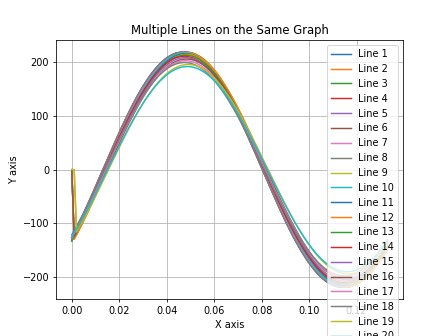 Multiple Lines on the Same Graph
Y axis
200
100
0
−100
−200
0.00
0.02
0.04
0.06
0.08
0.10
X axis
Line 1
Line 2
Line 3
Line 4
Line 5
Line 6
Line 7
Line 8
Line 9
Line 10
Line 11
Line 12
Line 13
Line 14
Line 15
Line 16
Line 17
Line 18
Line 19
Line 20